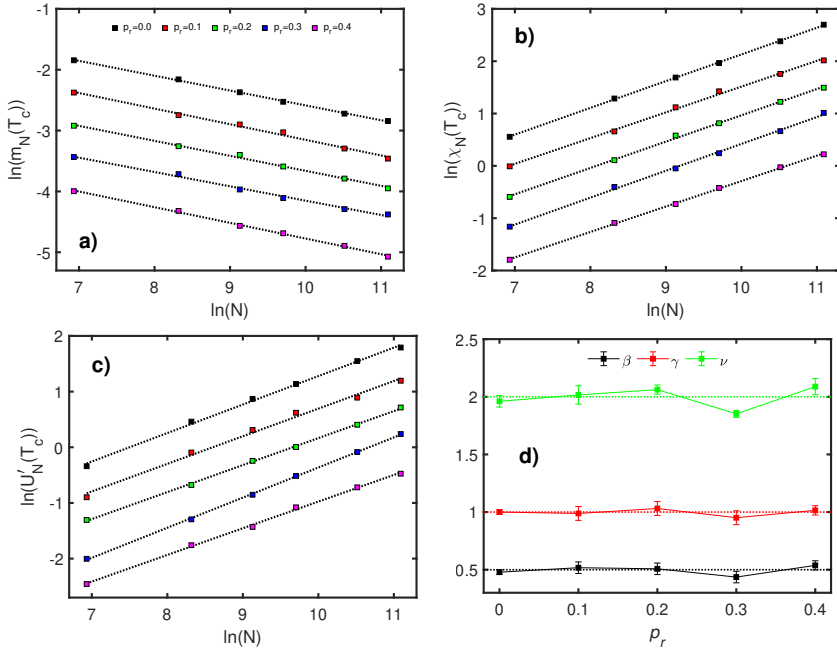 p_r=0.0 p_r=0.1 p_r=0.2 p_r=0.3 p_r=0.4
-1
-2
-3
-4
-5
ln(m_N(T_c))
a)
7 8 9 10 11
ln(N)
3
2
1
0
-1
-2
ln(χ_N(T_c))
b)
7 8 9 10 11
ln(N)
2
1
0
-1
-2
ln(U′_N(T_c))
c)
7 8 9 10 11
ln(N)
β γ ν
2.5
2
1.5
1
0.5
d)
0 0.1 0.2 0.3 0.4
p_r